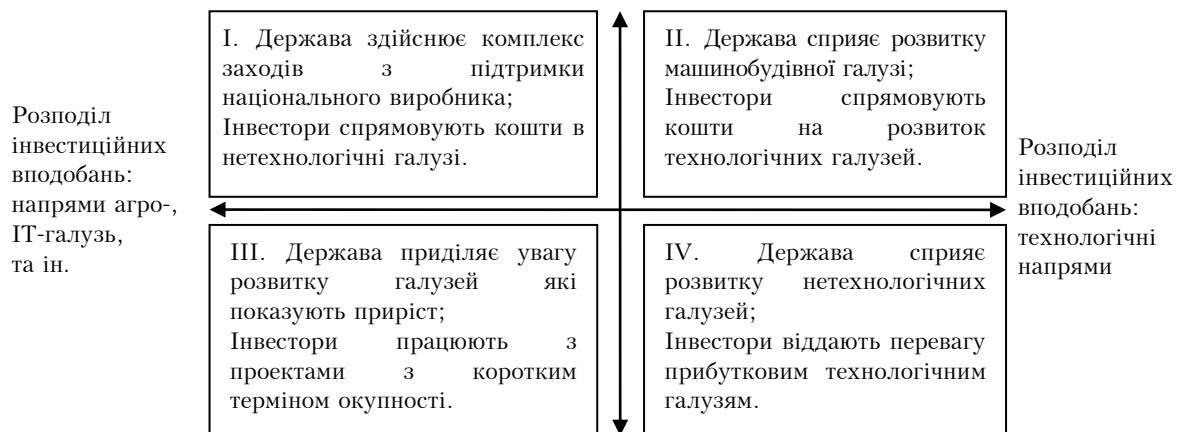 Розподіл
інвестиційних
вподобань:
напрями агро-,
ІТ-галузь,
та ін.
I. Держава здійснює комплекс
заходів з підтримки
національного виробника;
Інвестори спрямовують кошти в
нетехнологічні галузі.
II. Держава сприяє розвитку
машинобудівної галузі;
Інвестори спрямовують
кошти на розвиток
технологічних галузей.
III. Держава приділяє увагу
розвитку галузей які
показують приріст;
Інвестори працюють з
проектами з коротким
терміном окупності.
IV. Держава сприяє
розвитку нетехнологічних
галузей;
Інвестори віддають перевагу
прибутковим технологічним
галузям.
Розподіл
інвестиційних
вподобань:
технологічні
напрями